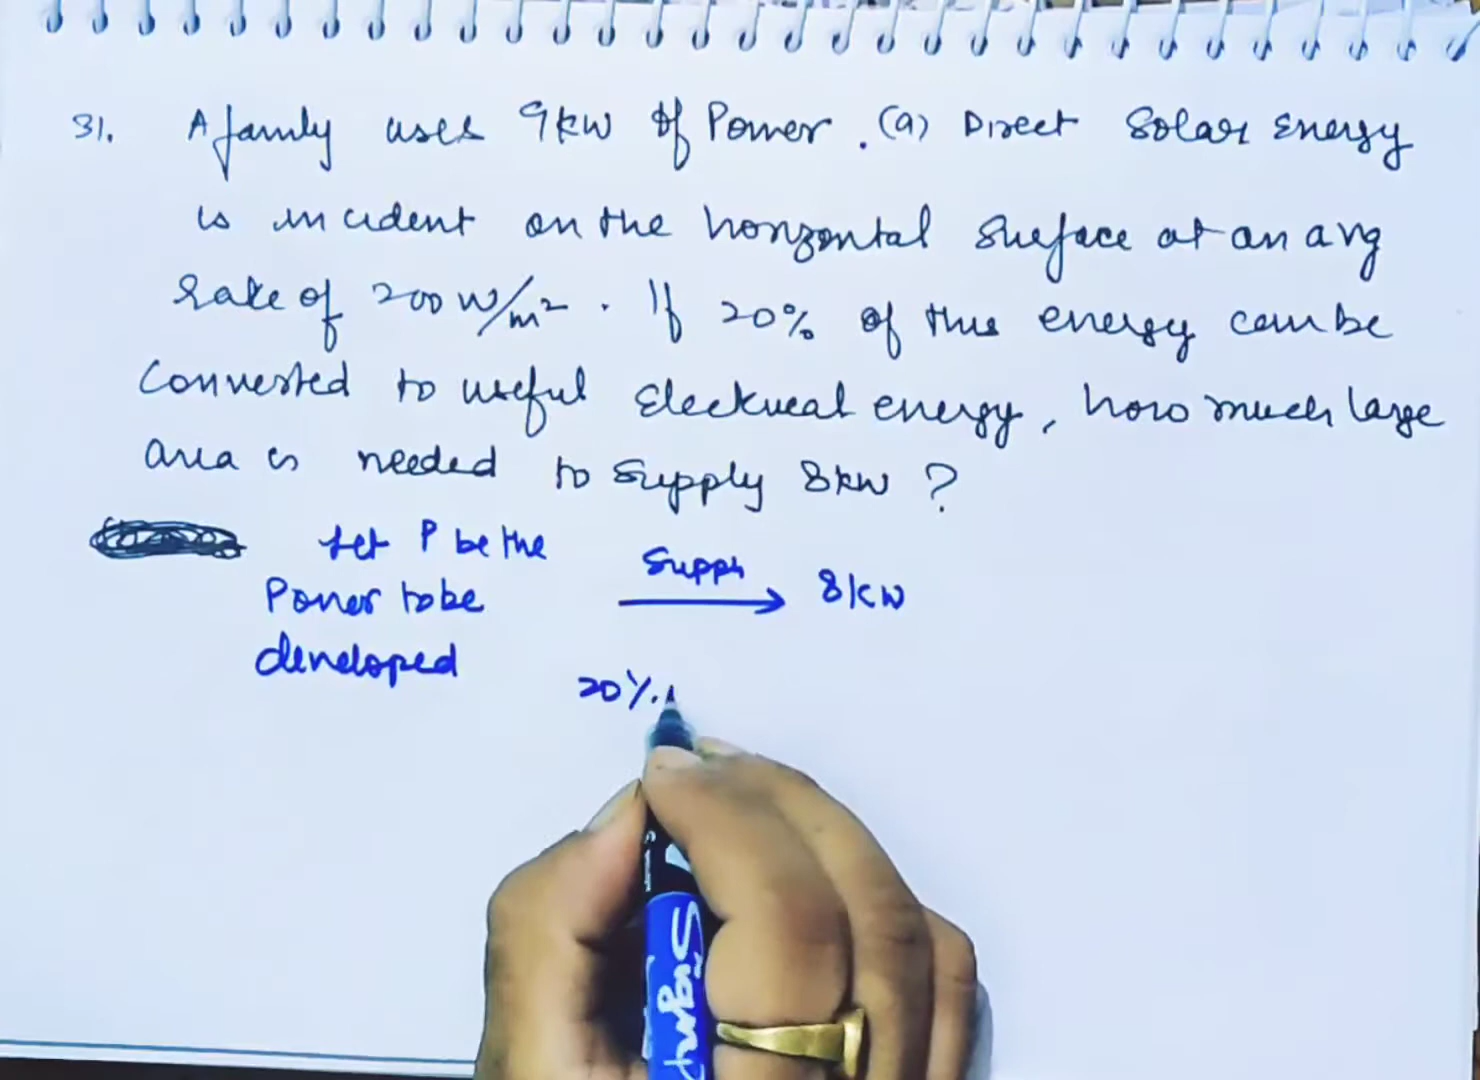 31. A family uses 9kW of Power. (a) Direct Solar Energy
is incident on the horizontal Surface at an avg
rate of 200 W/m². If 20% of this energy can be
Converted to useful Electrical energy, how much large
area is needed to Supply 8kW?
Let P be the
Supply
8kW
Power to be
developed
20%.